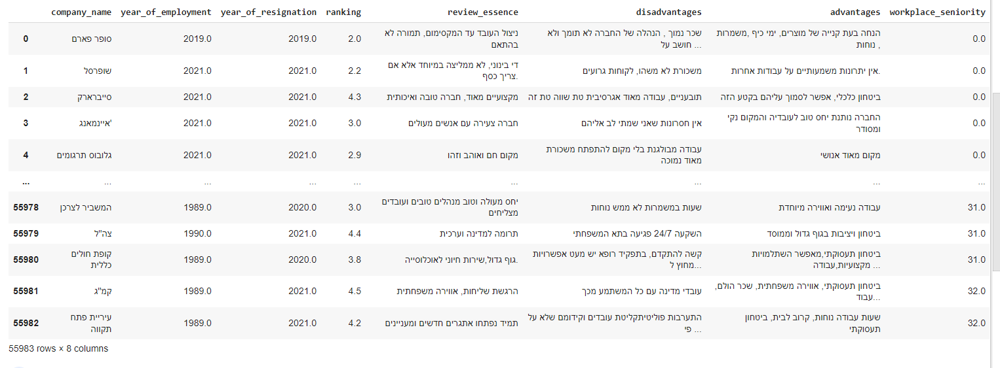 company_name year_of_employment year_of_resignation ranking review_essence disadvantages advantages workplace_seniority
0 סופר פארם 2019.0 2019.0 2.0 ניצול העובד עד המקסימום, תמורה לא בהתאם שכר נמוך , הנהלה של החברה לא תומך ולא חושב על ... הנחה בעת קנייה של מוצרים, ימי כיף ,משמרות נוחות , 0.0
1 שופרסל 2021.0 2021.0 2.2 די בינוני, לא ממליצה במיוחד אלא אם צריך כסף. משכורת לא משהו, לקוחות גרועים אין יתרונות משמעותיים על עבודות אחרות. 0.0
2 סייברארק 2021.0 2021.0 4.3 מקצועיים מאוד, חברה טובה ואיכותית תובעניים, עבודה מאוד אגרסיבית טת שווה טת זה ביטחון כלכלי, אפשר לסמוך עליהם בקטע הזה 0.0
3 איינמאנג' 2021.0 2021.0 3.0 חברה צעירה עם אנשים מעולים אין חסרונות שאני שמתי לב אליהם החברה נותנת יחס טוב לעובדיה והמקום נקי ומסודר 0.0
4 גלובוס תרגומים 2021.0 2021.0 2.9 מקום חם ואוהב וזהו עבודה מבולגנת בלי מקום להתפתח משכורת מאוד נמוכה מקום מאוד אנושי 0.0
... ... ... ... ... ... ... ... ...
55978 המשביר לצרכן 1989.0 2020.0 3.0 יחס מעולה וטוב מנהלים טובים ועובדים מצליחים שעות במשמרות לא ממש נוחות עבודה נעימה ואווירה מיוחדת 31.0
55979 צה"ל 1990.0 2021.0 4.4 תרומה למדינה וערכית השקעה 24/7 פגיעה בתא המשפחתי ביטחון ויציבות בגוף גדול וממוסד 31.0
55980 קופת חולים כללית 1989.0 2020.0 3.8 גוף גדול,שירות חיוני לאוכלוסייה. קשה להתקדם, בתפקיד רופא יש מעט אפשרויות מחוץ ל... ביטחון תעסוקתי,מאפשר השתלמויות מקצועיות,עבודה ... 31.0
55981 קמ"ג 1989.0 2021.0 4.5 הרגשת שליחות, אווירה משפחתית עובדי מדינה עם כל המשתמע מכך ביטחון תעסוקתי, אווירה משפחתית, שכר הולם, עבוד... 32.0
55982 עיריית פתח תקווה 1989.0 2021.0 4.2 תמיד נפתחו אתגרים חדשים ומעניינים התערבות פוליטיתקליטת עובדים וקידומם שלא על פי ... שעות עבודה נוחות, קרוב לבית, ביטחון תעסוקתי 32.0
55983 rows × 8 columns